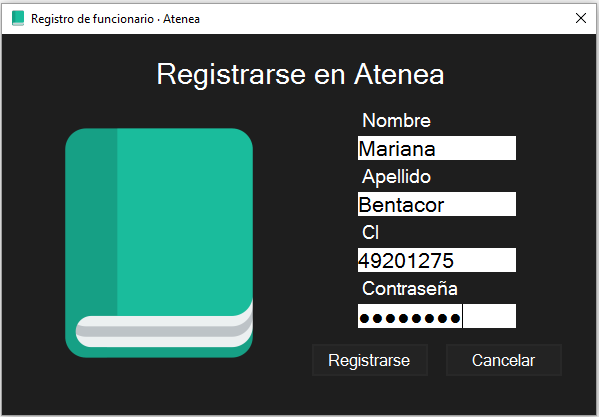 Registro de funcionario · Atenea
Registrarse en Atenea
Nombre
Mariana
Apellido
Bentacor
CI
49201275
Contraseña
●●●●●●●●
Registrarse
Cancelar